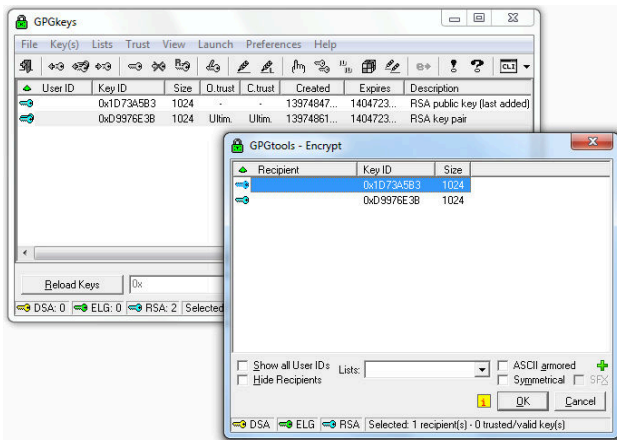 GPGkeys
File Key(s) Lists Trust View Launch Preferences Help
CLI
User ID Key ID Size O.trust C.trust Created Expires Description
0x1D73A5B3 1024 - - 13974847... 1404723... RSA public key (last added)
0xD9976E3B 1024 Ultim. Ultim. 13974861... 1404723... RSA key pair
Reload Keys 0x
DSA: 0 ELG: 0 RSA: 2 Selected
GPGtools - Encrypt
Recipient Key ID Size
0x1D73A5B3 1024
0xD9976E3B 1024
Show all User IDs Lists: ASCII armored
Hide Recipients Symmetrical SFX
i OK Cancel
DSA ELG RSA Selected: 1 recipient(s) - 0 trusted/valid key(s)